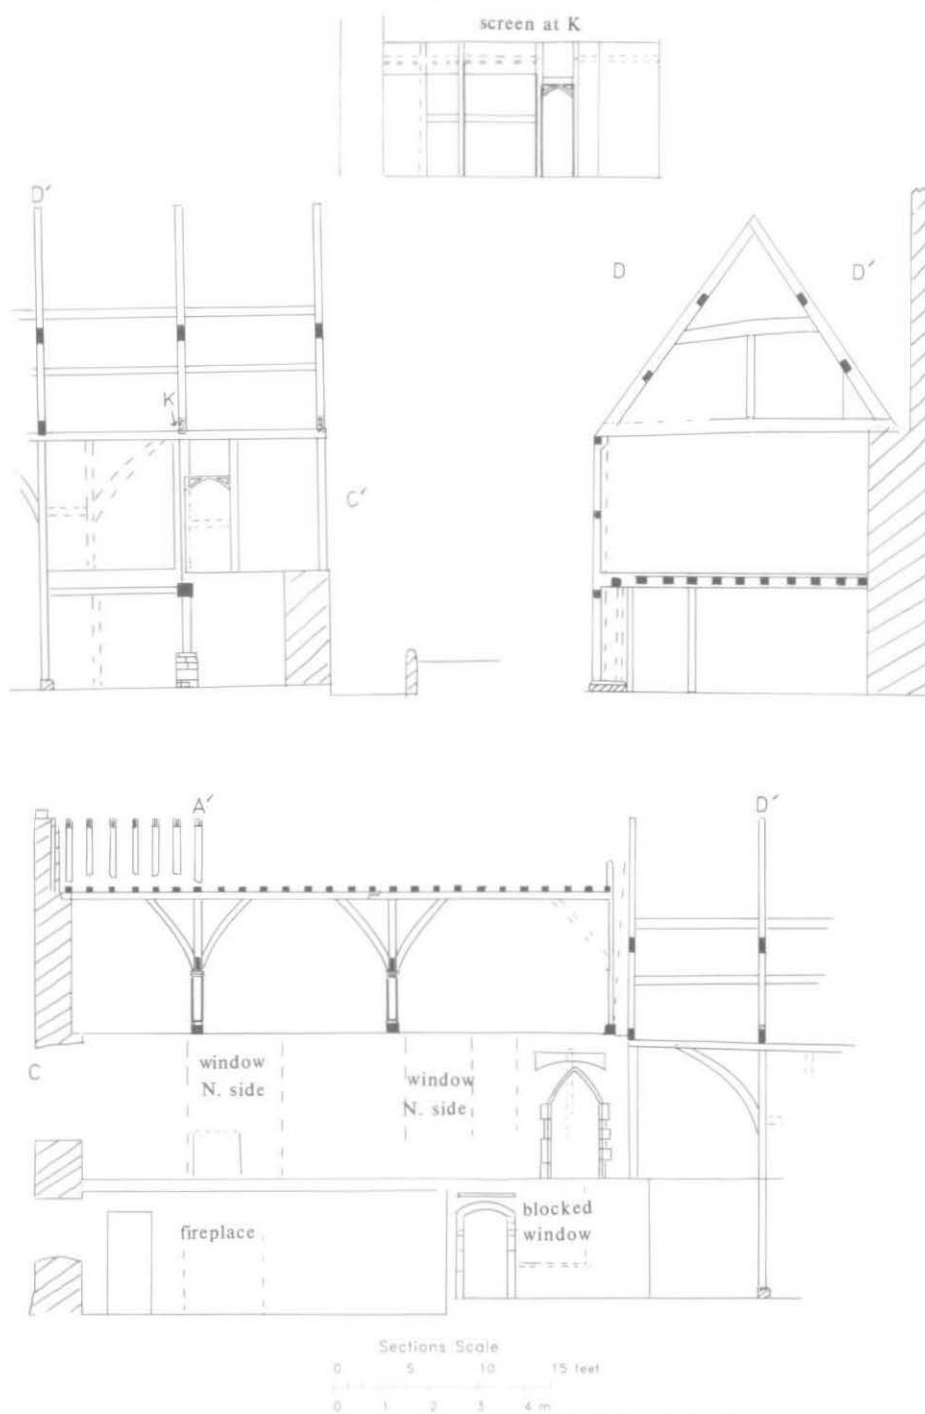 screen at K
D′
D
D′
K
C′
A′
D′
C
window
N. side
window
N. side
fireplace
blocked
window
Sections Scale
0 5 10 15 feet
0 1 2 3 4 m